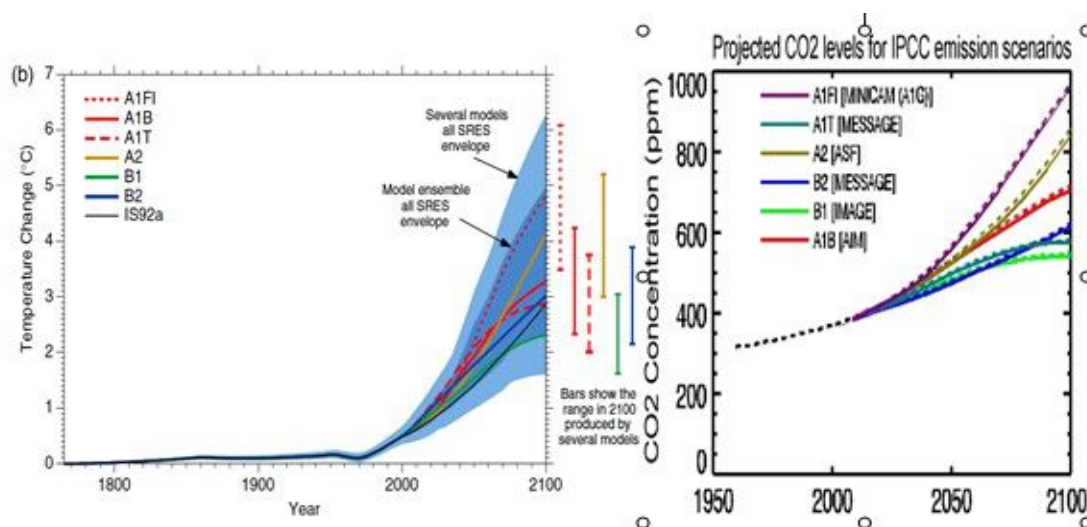 (b)
7
6
5
4
3
2
1
0
Temperature Change (°C)
A1FI
A1B
A1T
A2
B1
B2
IS92a
Several models
all SRES
envelope
Model ensemble
all SRES
envelope
1800
1900
2000
2100
Year
Bars show the
range in 2100
produced by
several models
Projected CO2 levels for IPCC emission scenarios
1000
800
600
400
200
0
CO2 Concentration (ppm)
A1FI [MINICAM (A1G)]
A1T [MESSAGE]
A2 [ASF]
B2 [MESSAGE]
B1 [IMAGE]
A1B [AIM]
1950
2000
2050
2100